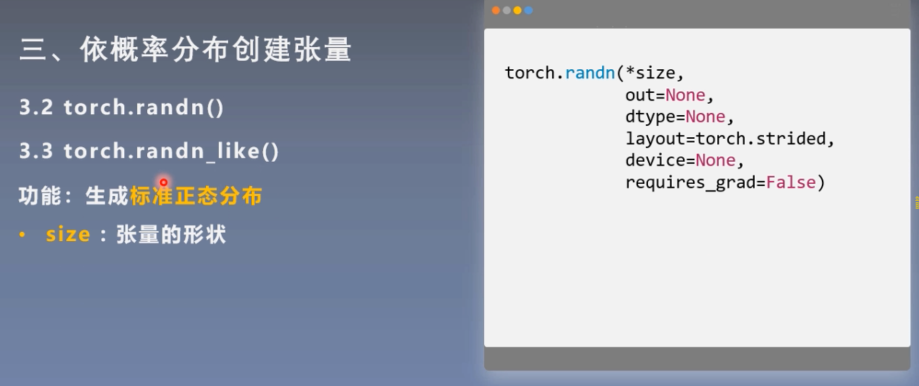 三、依概率分布创建张量
3.2 torch.randn()
3.3 torch.randn_like()
功能：生成标准正态分布
• size：张量的形状
torch.randn(*size,
out=None,
dtype=None,
layout=torch.strided,
device=None,
requires_grad=False)